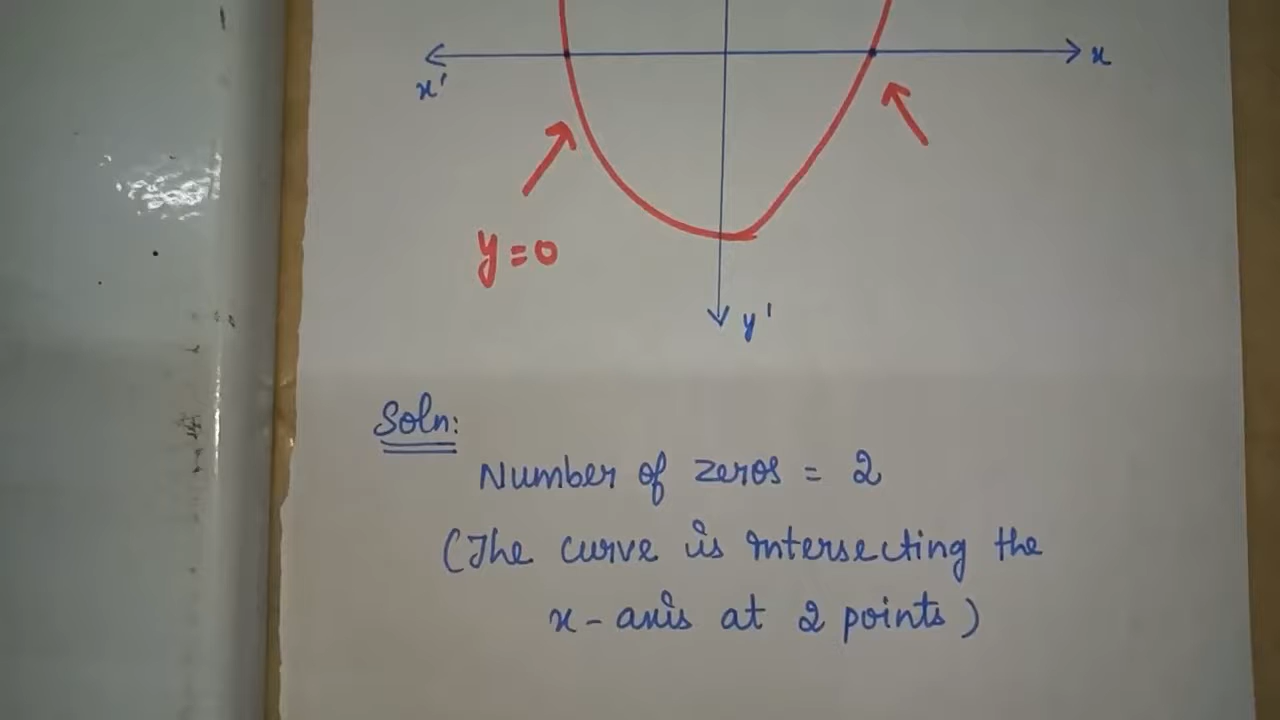 x' x
y=0
y'
Soln:
Number of zeros = 2
(The curve is intersecting the
x-axis at 2 points)